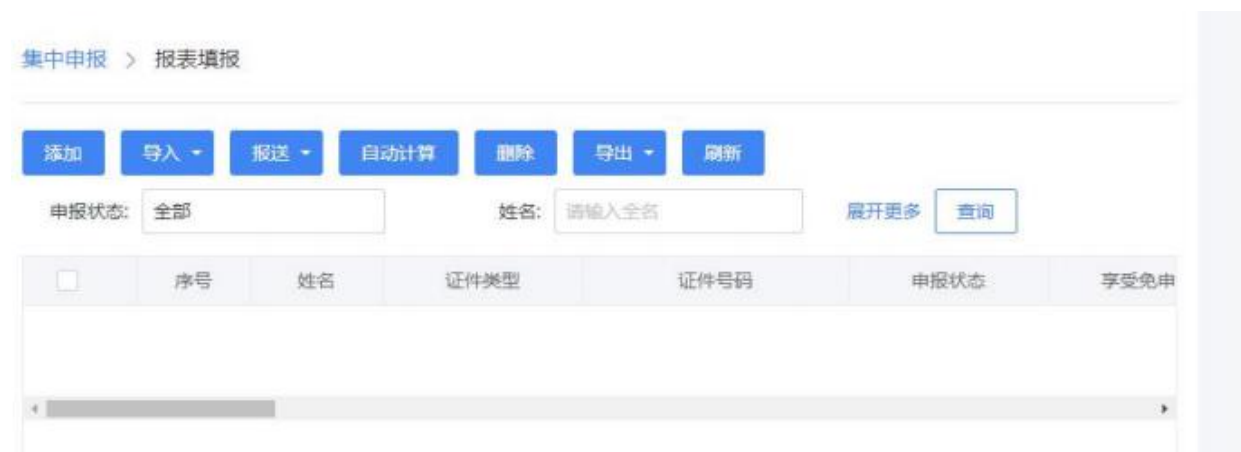 集中申报 > 报表填报
添加 导入 报送 自动计算 删除 导出 刷新
申报状态: 全部 姓名: 请输入全名 展开更多 查询
序号 姓名 证件类型 证件号码 申报状态 享受免申